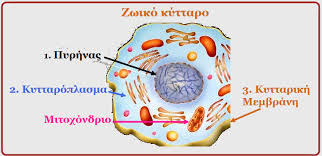 Ζωικό κύτταρο
1. Πυρήνας
2. Κυτταρόπλασμα
3. Κυτταρική
Μεμβράνη
Μιτοχόνδριο